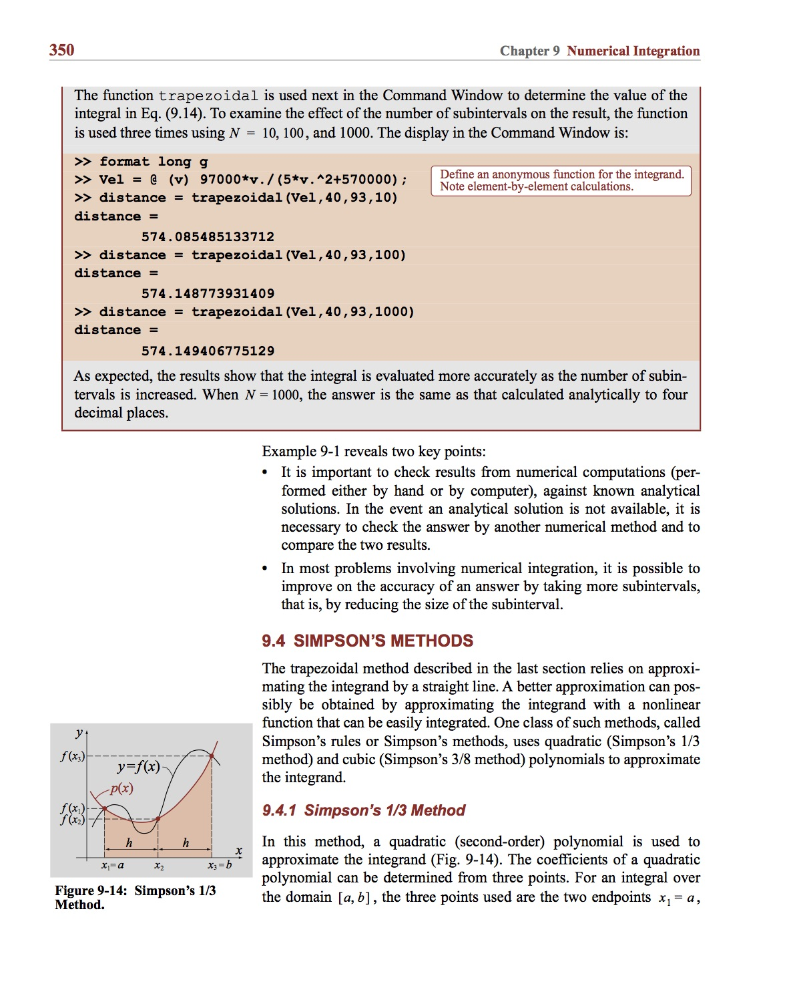 350
Chapter 9 Numerical Integration
The function trapezoidal is used next in the Command Window to determine the value of the
integral in Eq. (9.14). To examine the effect of the number of subintervals on the result, the function
is used three times using N = 10, 100, and 1000. The display in the Command Window is:
>> format long g
>> Vel = @ (v) 97000*v./(5*v.^2+570000);
Define an anonymous function for the integrand.
Note element-by-element calculations.
>> distance = trapezoidal(Vel,40,93,10)
distance =
574.085485133712
>> distance = trapezoidal(Vel,40,93,100)
distance =
574.148773931409
>> distance = trapezoidal(Vel,40,93,1000)
distance =
574.149406775129
As expected, the results show that the integral is evaluated more accurately as the number of subin-
tervals is increased. When N = 1000, the answer is the same as that calculated analytically to four
decimal places.
Example 9-1 reveals two key points:
• It is important to check results from numerical computations (per-
formed either by hand or by computer), against known analytical
solutions. In the event an analytical solution is not available, it is
necessary to check the answer by another numerical method and to
compare the two results.
• In most problems involving numerical integration, it is possible to
improve on the accuracy of an answer by taking more subintervals,
that is, by reducing the size of the subinterval.
9.4 SIMPSON'S METHODS
The trapezoidal method described in the last section relies on approxi-
mating the integrand by a straight line. A better approximation can pos-
sibly be obtained by approximating the integrand with a nonlinear
function that can be easily integrated. One class of such methods, called
Simpson's rules or Simpson's methods, uses quadratic (Simpson's 1/3
method) and cubic (Simpson's 3/8 method) polynomials to approximate
the integrand.
9.4.1 Simpson's 1/3 Method
In this method, a quadratic (second-order) polynomial is used to
approximate the integrand (Fig. 9-14). The coefficients of a quadratic
polynomial can be determined from three points. For an integral over
the domain [a, b], the three points used are the two endpoints x₁ = a,
y
f(x₃)
y=f(x)
p(x)
f(x₁)
f(x₂)
h h
x
x₁=a x₂ x₃=b
Figure 9-14: Simpson's 1/3
Method.